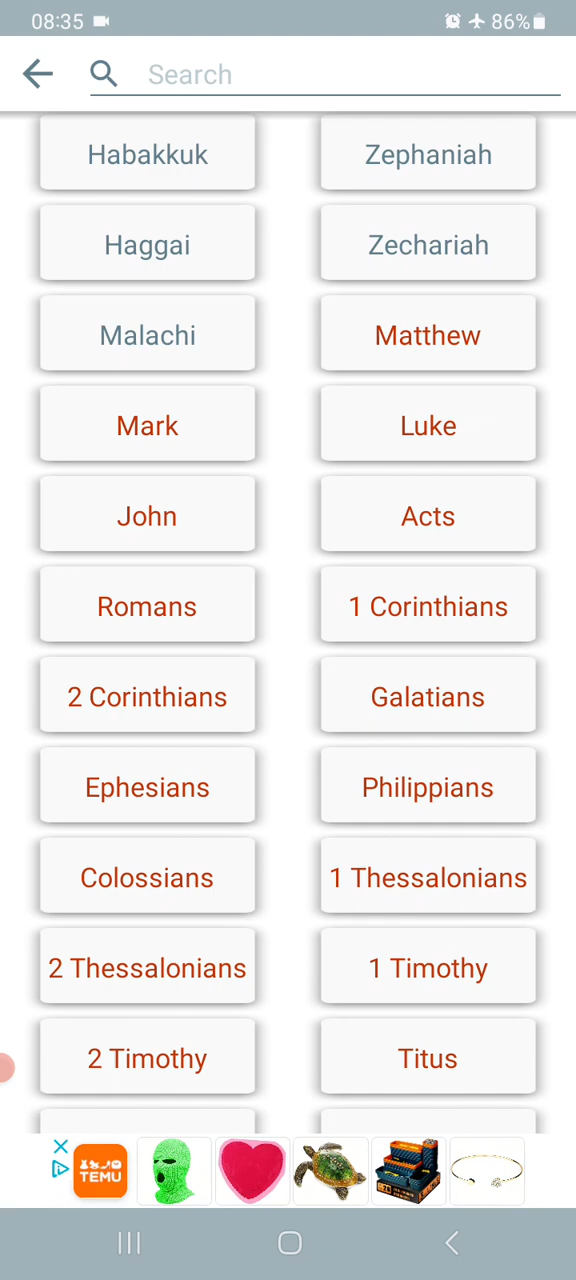 08:35 86%
Search
Habakkuk Zephaniah
Haggai Zechariah
Malachi Matthew
Mark Luke
John Acts
Romans 1 Corinthians
2 Corinthians Galatians
Ephesians Philippians
Colossians 1 Thessalonians
2 Thessalonians 1 Timothy
2 Timothy Titus
TEMU